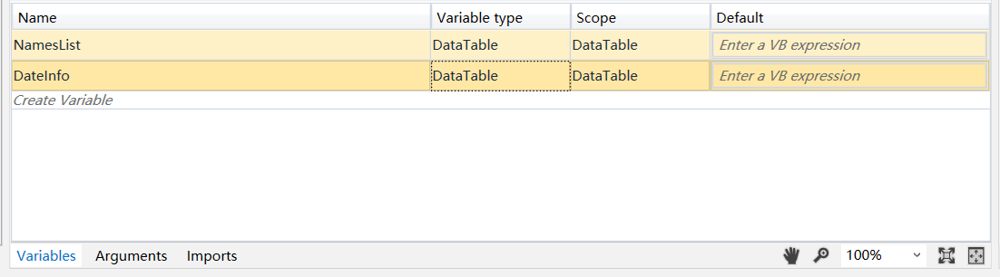 Name Variable type Scope Default
NamesList DataTable DataTable Enter a VB expression
DateInfo DataTable DataTable Enter a VB expression
Create Variable
Variables Arguments Imports 100%